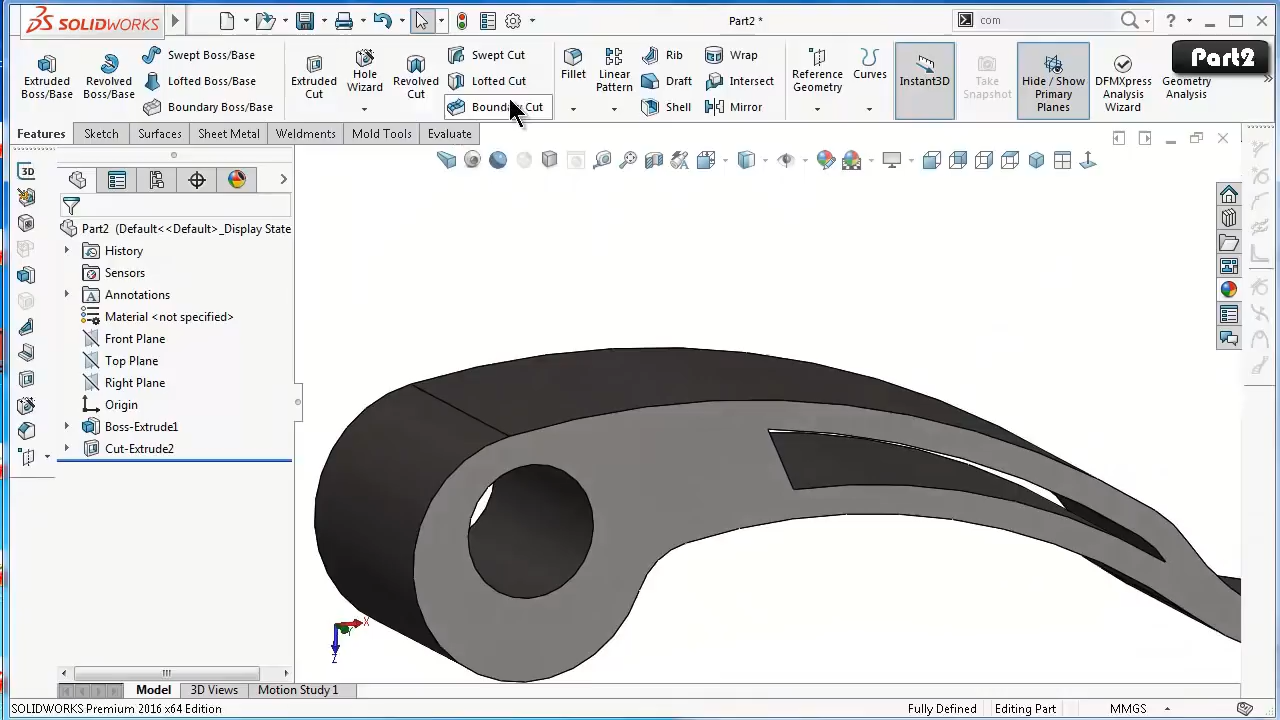 SOLIDWORKS
Part2 *
com
Part2
Extruded Boss/Base
Revolved Boss/Base
Swept Boss/Base
Lofted Boss/Base
Boundary Boss/Base
Extruded Cut
Hole Wizard
Revolved Cut
Swept Cut
Lofted Cut
Boundary Cut
Fillet
Linear Pattern
Rib
Draft
Shell
Wrap
Intersect
Mirror
Reference Geometry
Curves
Instant3D
Take Snapshot
Hide / Show Primary Planes
DFMXpress Analysis Wizard
Geometry Analysis
Features
Sketch
Surfaces
Sheet Metal
Weldments
Mold Tools
Evaluate
3D
Part2 (Default<<Default>_Display State
History
Sensors
Annotations
Material <not specified>
Front Plane
Top Plane
Right Plane
Origin
Boss-Extrude1
Cut-Extrude2
X
Y
Z
Model
3D Views
Motion Study 1
SOLIDWORKS Premium 2016 x64 Edition
Fully Defined
Editing Part
MMGS